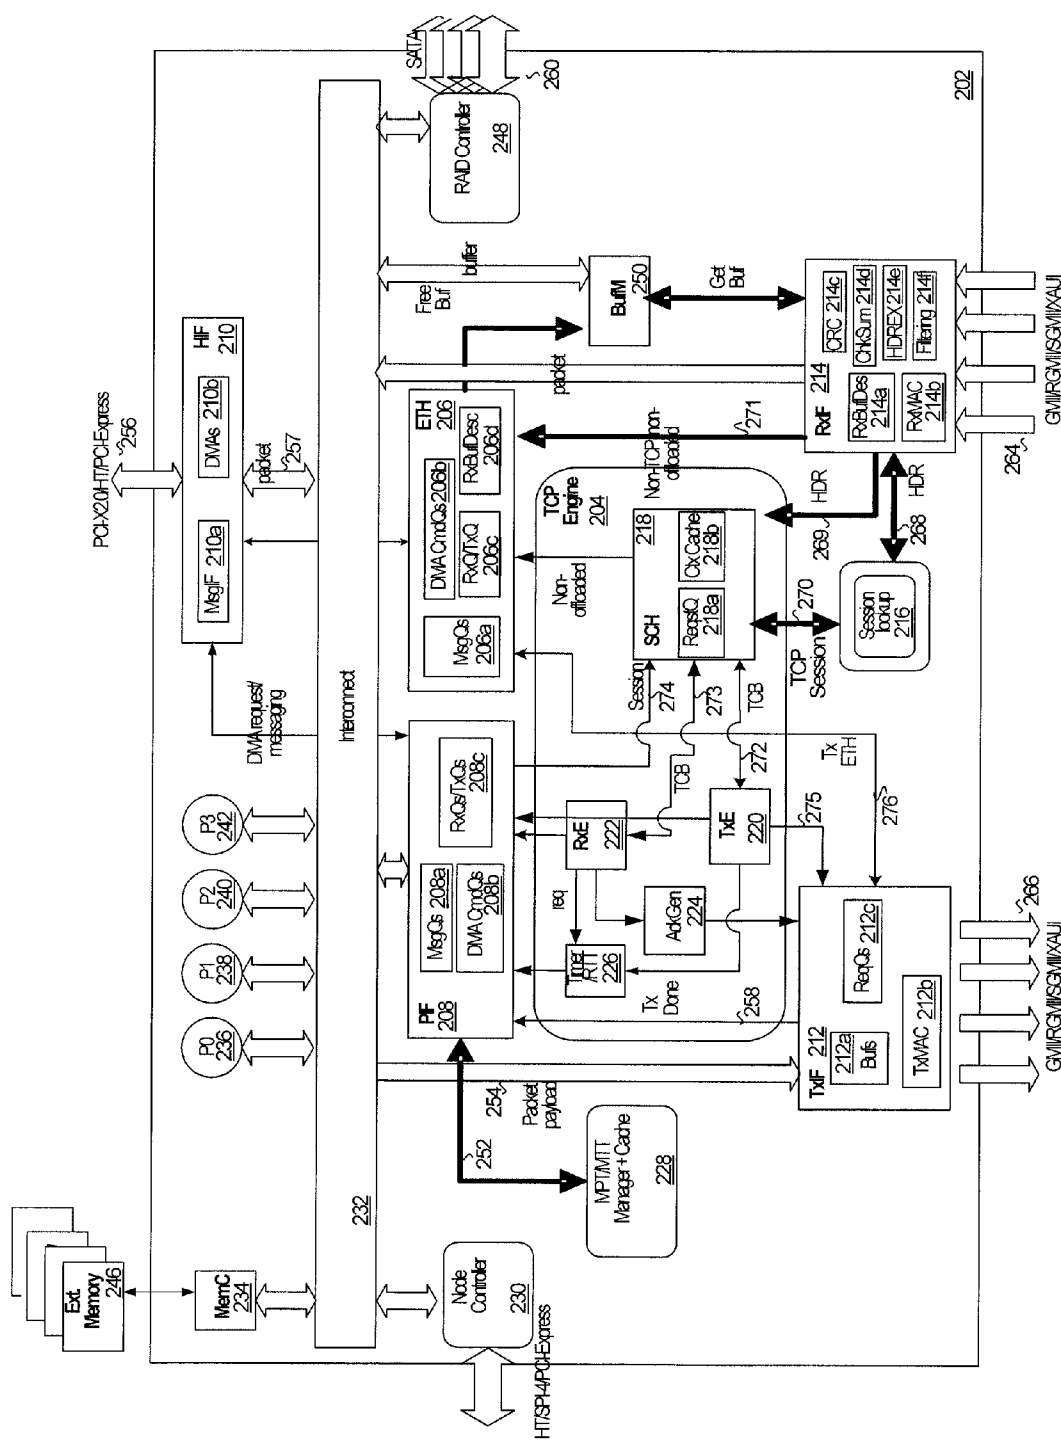 PCI-X2.0/HT/PCI-Express
256
HIF
210
MsgIF 210a
DMAs
210b
packet
257
DMA request/
messaging
Ext.
Memory
246
MemC
234
P0
236
P1
238
P2
240
P3
242
Interconnect
232
SATA
260
RAID Controller
248
202
Node
Controller
230
HT/SPI-4/PCI-Express
PIF
208
MsgQs 208a
DMA CmdQs
208b
RxQs/TxQs
208c
ETH
206
MsgQs
206a
DMA CmdQs 206b
RxQ/TxQ
206c
RxBufDesc
206d
Free
Buf
buffer
BufM
250
Get
Buf
packet
252
254
Packet
payload
MPT/MTT
Manager + Cache
228
TCP
Engine
204
Non-TCP/non-
offloaded
271
Non-
offloaded
SCH
218
ReqstQ
218a
Ctx Cache
218b
Session
274
273
TCB
TCB
272
RxE
222
TxE
220
req
Timer
/RTT
226
AckGen
224
Tx
Done
258
275
Tx
ETH
276
TCP
Session
270
Session
lookup
216
HDR
269
HDR
268
RxIF
214
RxBufDes
214a
RxMAC
214b
CRC 214c
ChkSum 214d
HDREX 214e
Filtering 214f
264
GMII/RGMII/SGMII/XAUI
TxIF 212
212a
Bufs
TxMAC 212b
ReqQs 212c
266
GMII/RGMII/SGMII/XAUI